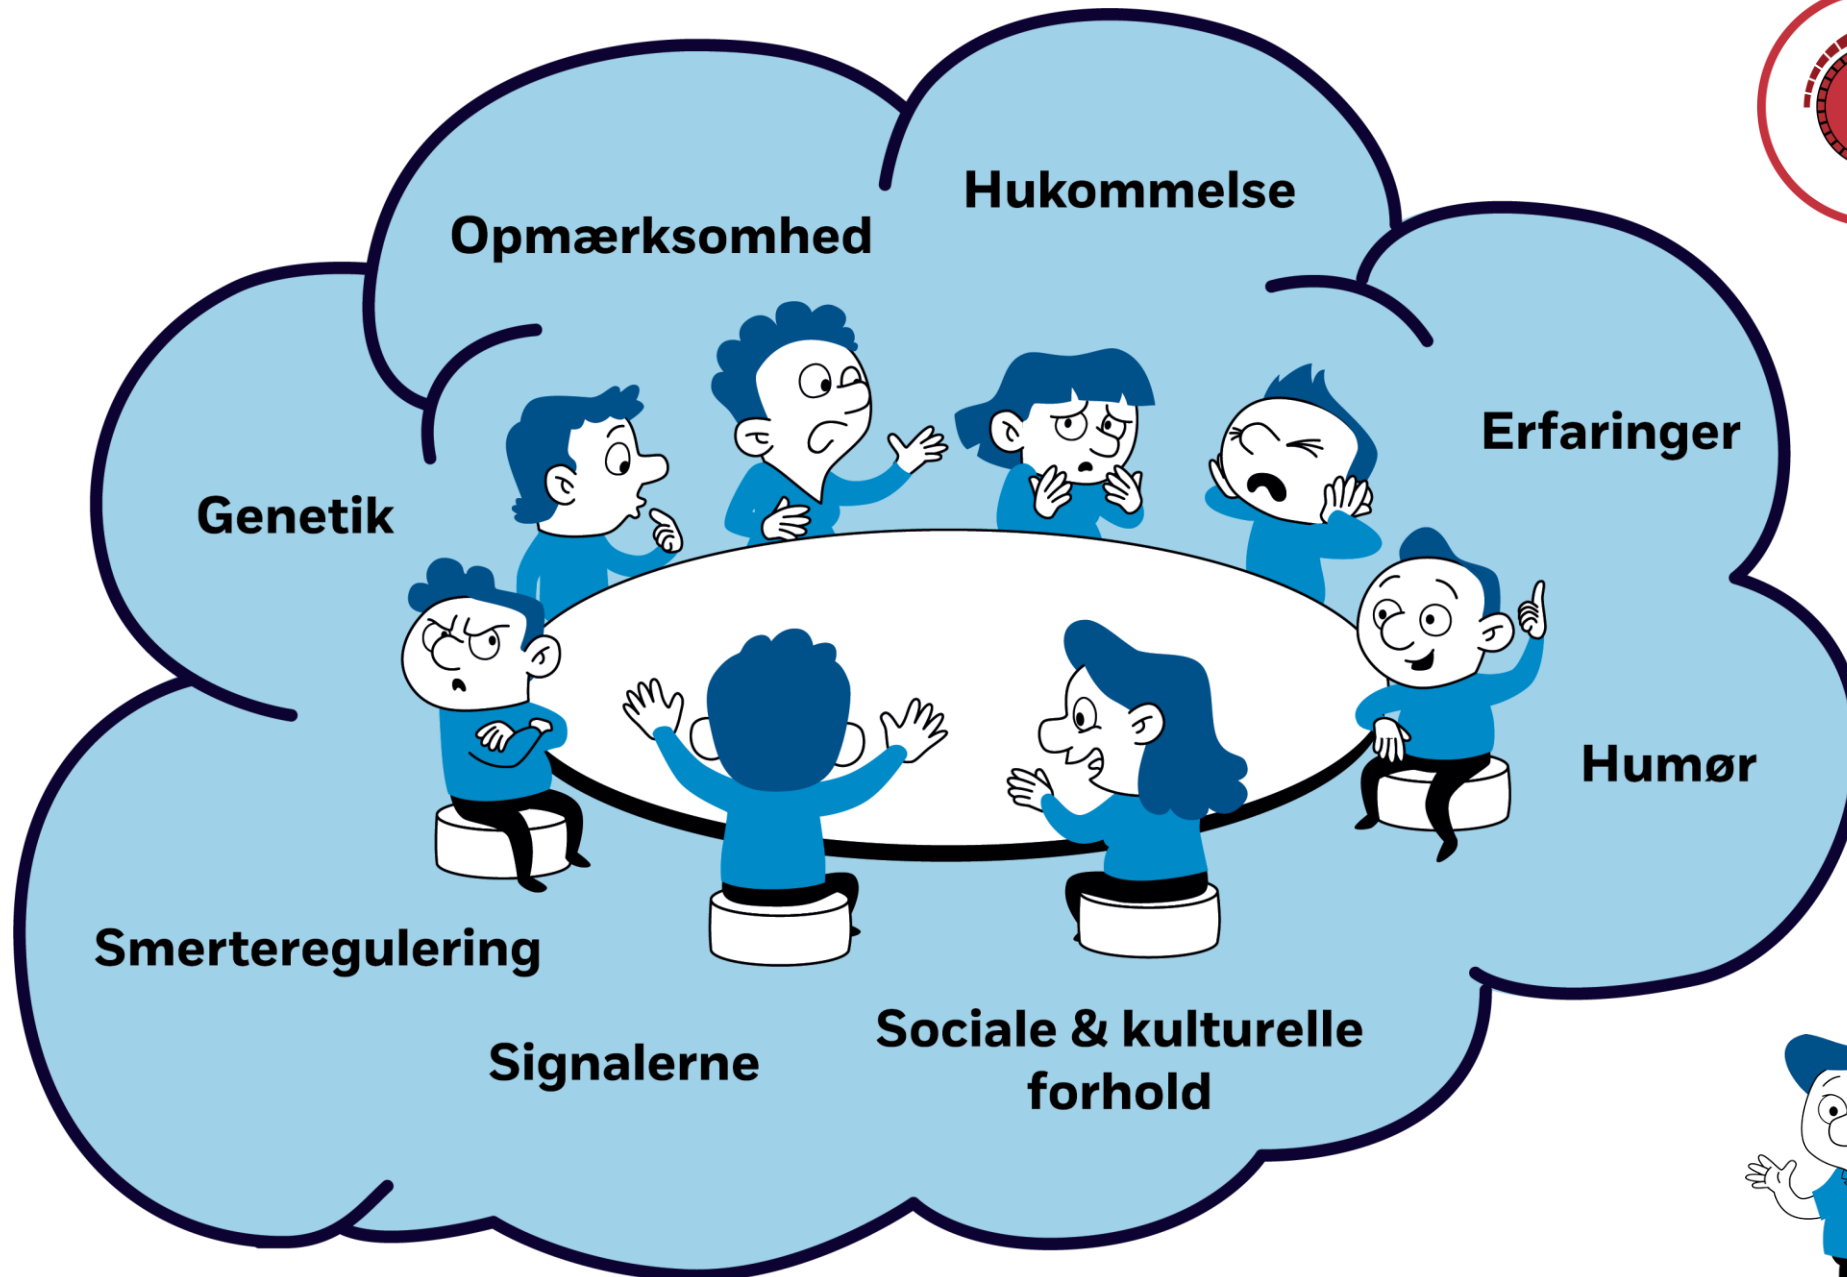 Hukommelse
Opmærksomhed
Erfaringer
Genetik
Humør
Smerteregulering
Sociale & kulturelle
forhold
Signalerne